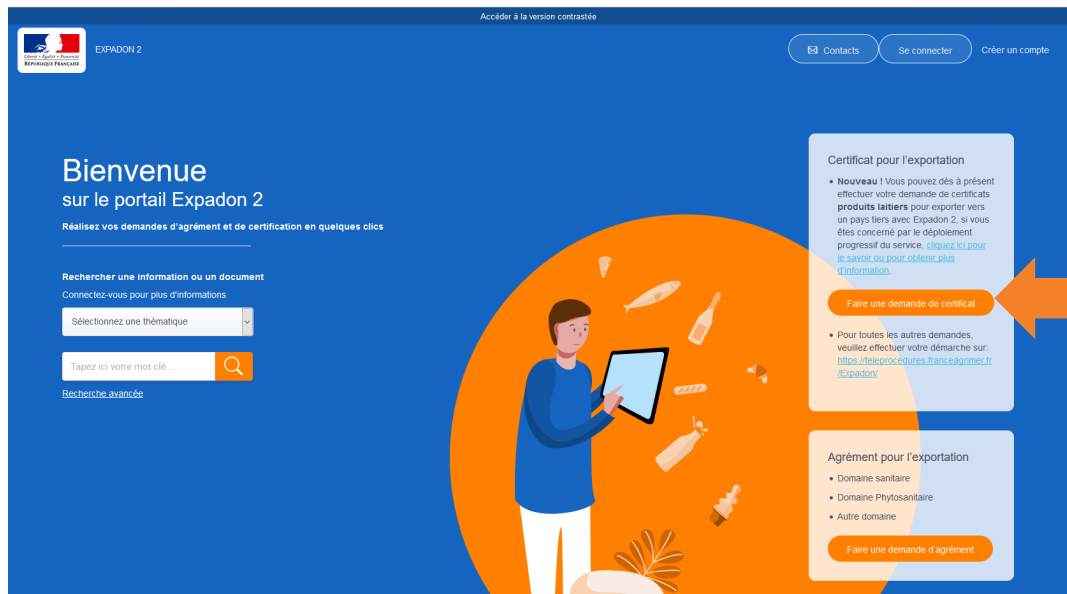 Accéder à la version contrastée
Liberté • Égalité • Fraternité
RÉPUBLIQUE FRANÇAISE
EXPADON 2
Contacts
Se connecter
Créer un compte
Bienvenue
sur le portail Expadon 2
Réalisez vos demandes d'agrément et de certification en quelques clics
Rechercher une information ou un document
Connectez-vous pour plus d'informations
Sélectionnez une thématique
Tapez ici votre mot clé...
Recherche avancée
Certificat pour l'exportation
• Nouveau ! Vous pouvez dès à présent
effectuer votre demande de certificats
produits laitiers pour exporter vers
un pays tiers avec Expadon 2, si vous
êtes concerné par le déploiement
progressif du service, cliquez ici pour
le savoir ou pour obtenir plus
d'information.
Faire une demande de certificat
• Pour toutes les autres demandes,
veuillez effectuer votre démarche sur:
https://teleprocedures.franceagrimer.fr
/Expadon/
Agrément pour l'exportation
• Domaine sanitaire
• Domaine Phytosanitaire
• Autre domaine
Faire une demande d'agrément